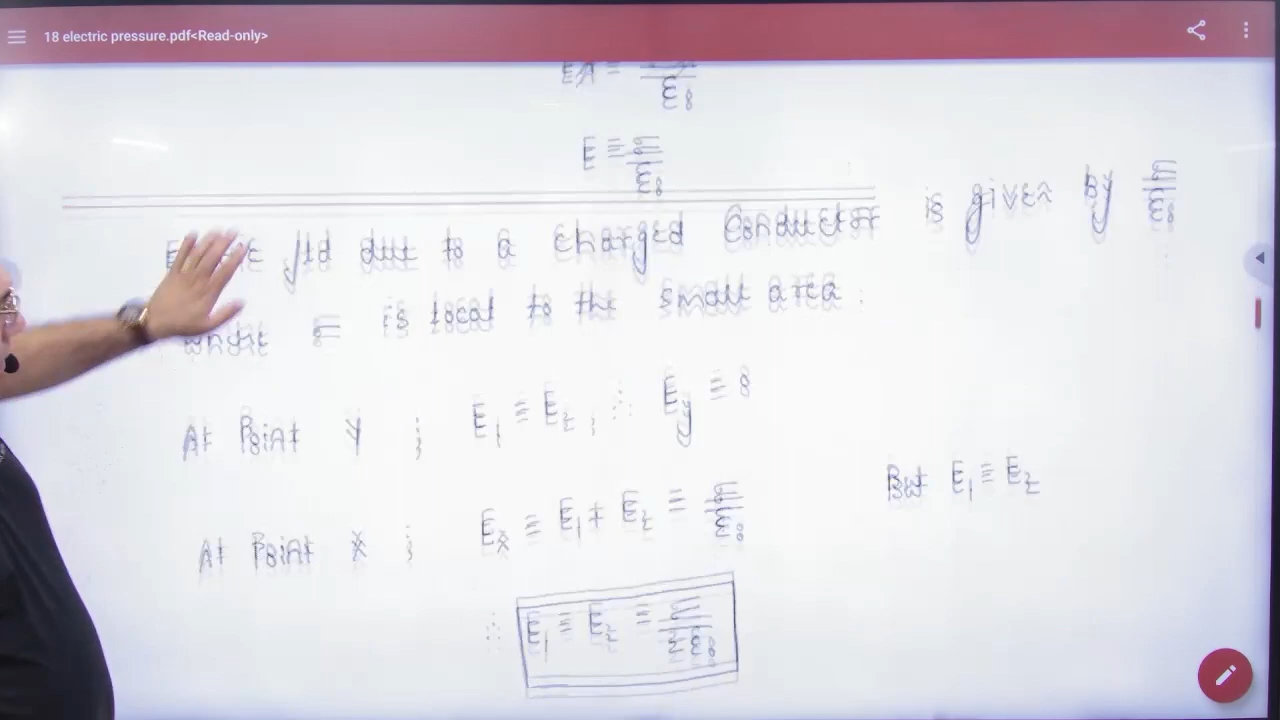 18 electric pressure.pdf<Read-only>
E = σ/ε₀
due to a charged Conductor is given by σ/ε₀
where σ is local to the small area.
At Point Y ; E₁ = E₂ , ∴ Ey = 0
But E₁ = E₂
At Point X ; Eₓ = E₁ + E₂ = σ/ε₀
∴ E₁ = E₂ = σ/2ε₀